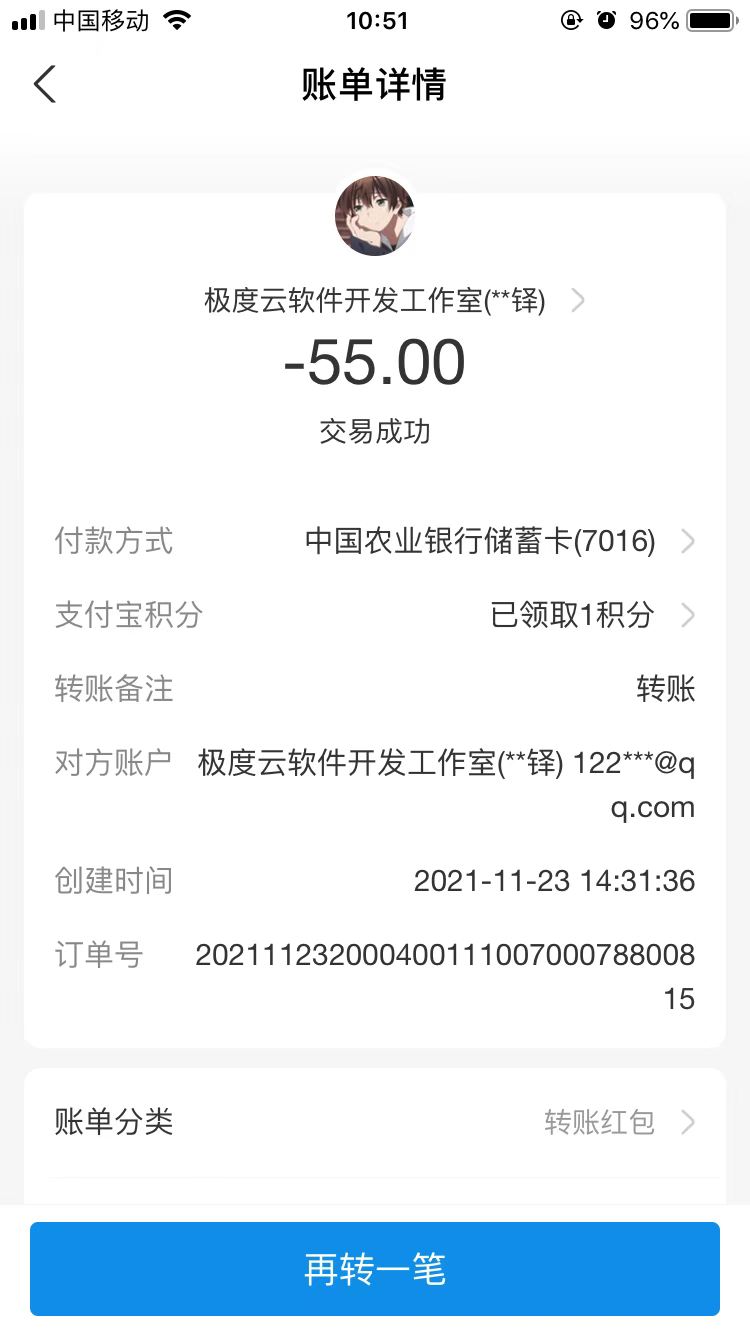 中国移动 10:51 96%
账单详情
极度云软件开发工作室(**铎)
-55.00
交易成功
付款方式 中国农业银行储蓄卡(7016)
支付宝积分 已领取1积分
转账备注 转账
对方账户 极度云软件开发工作室(**铎) 122***@q
q.com
创建时间 2021-11-23 14:31:36
订单号 202111232000400111007000788008
15
账单分类 转账红包
再转一笔